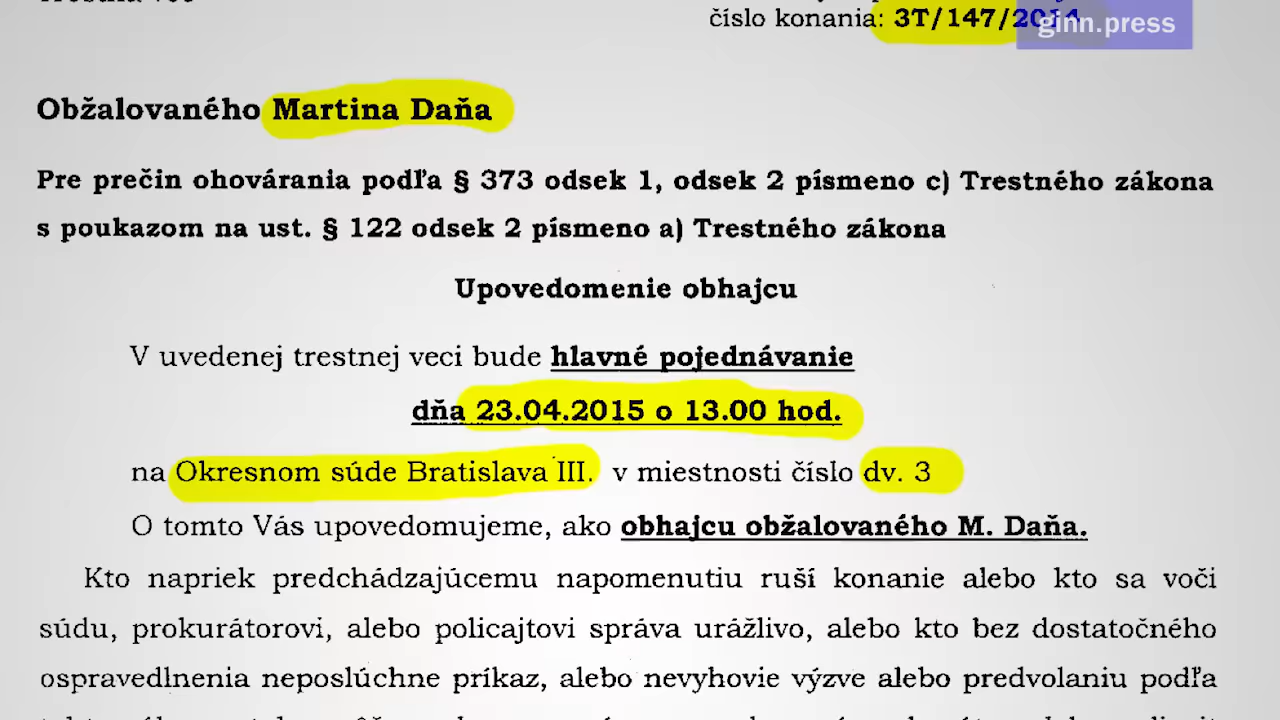 číslo konania: 3T/147/2014
ginn.press
Obžalovaného Martina Daňa
Pre prečin ohovárania podľa § 373 odsek 1, odsek 2 písmeno c) Trestného zákona
s poukazom na ust. § 122 odsek 2 písmeno a) Trestného zákona
Upovedomenie obhajcu
V uvedenej trestnej veci bude hlavné pojednávanie
dňa 23.04.2015 o 13.00 hod.
na Okresnom súde Bratislava III. v miestnosti číslo dv. 3
O tomto Vás upovedomujeme, ako obhajcu obžalovaného M. Daňa.
Kto napriek predchádzajúcemu napomenutiu ruší konanie alebo kto sa voči
súdu, prokurátorovi, alebo policajtovi správa urážlivo, alebo kto bez dostatočného
ospravedlnenia neposlúchne príkaz, alebo nevyhovie výzve alebo predvolaniu podľa